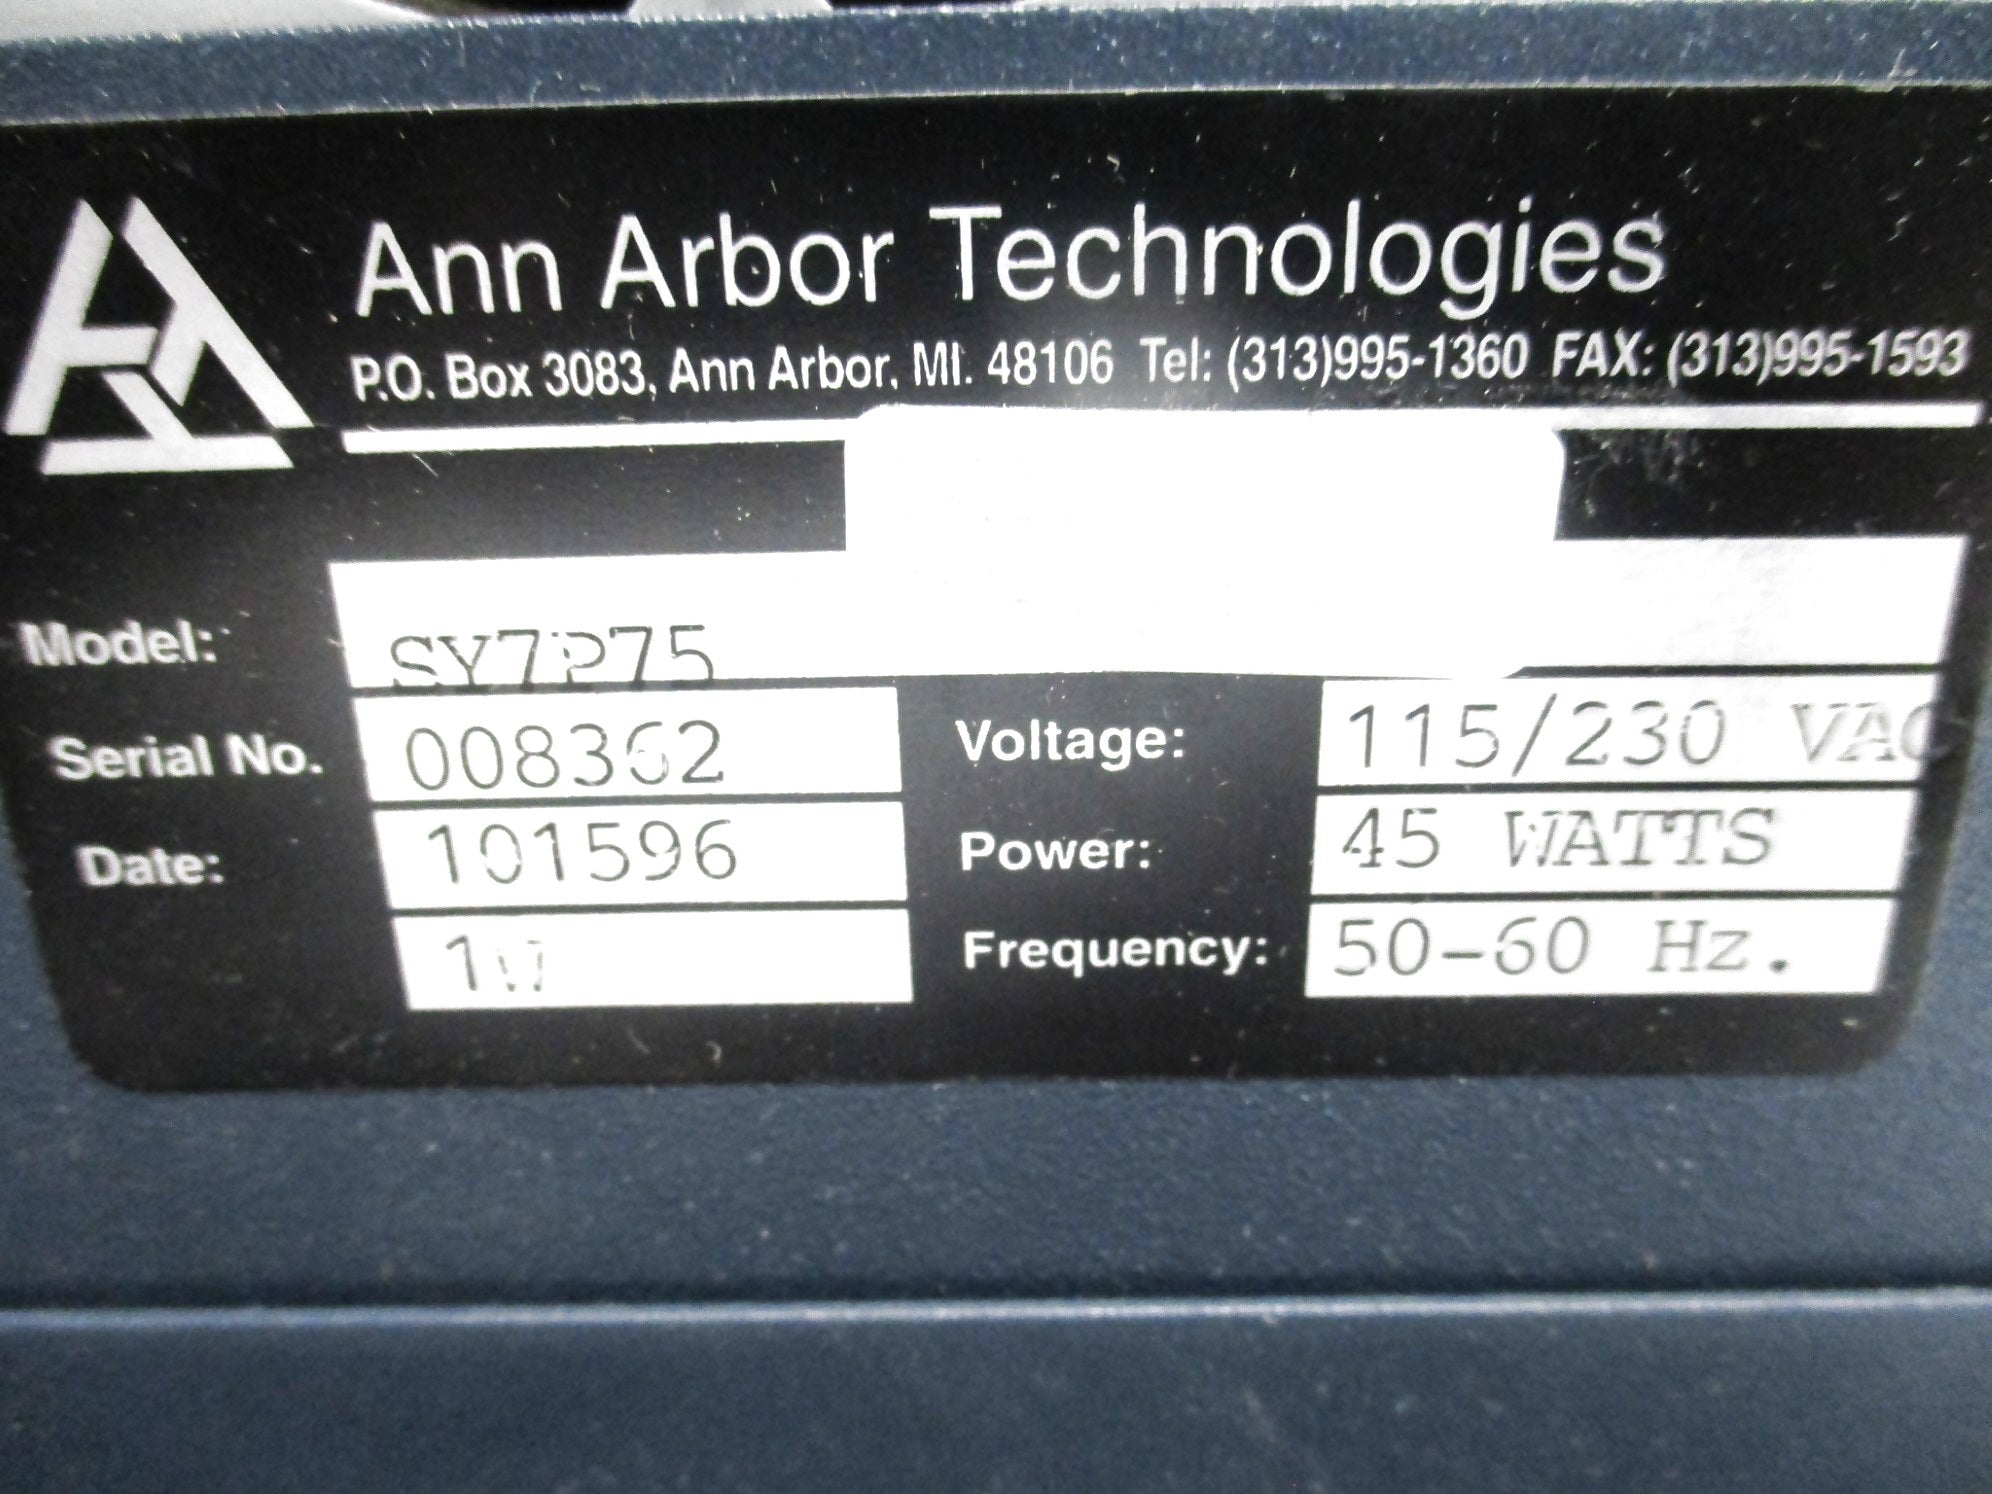 Ann Arbor Technologies
P.O. Box 3083, Ann Arbor, MI. 48106 Tel: (313)995-1360 FAX: (313)995-1593
Model: SY7P75
Serial No. 008362 Voltage: 115/230 VAC
Date: 101596 Power: 45 WATTS
Frequency: 50-60 Hz.